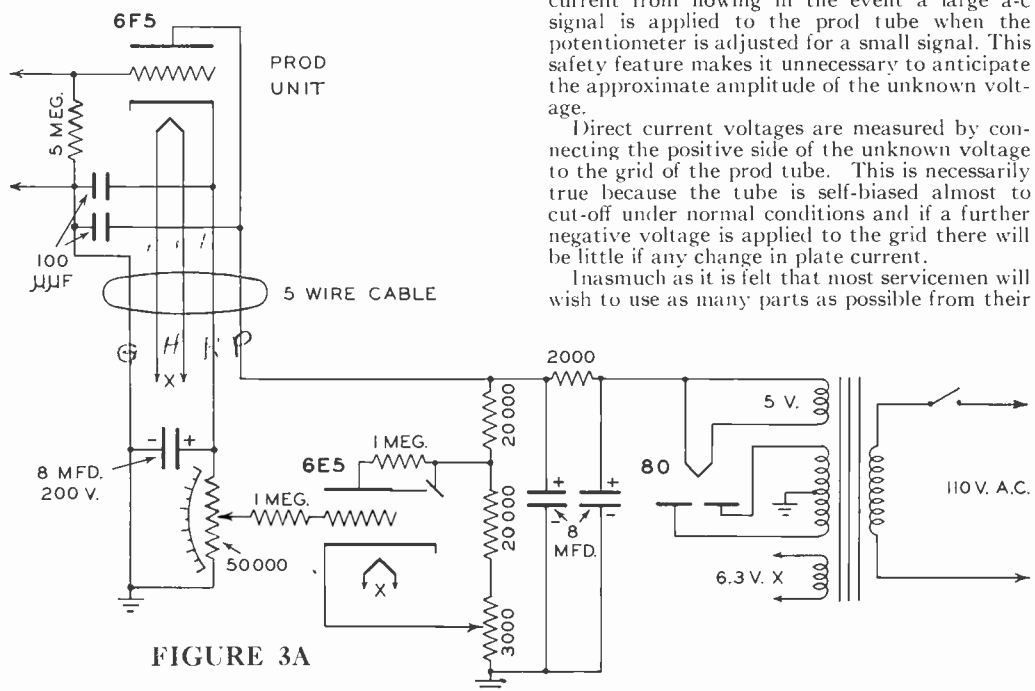 current from flowing in the event a large a-c
signal is applied to the prod tube when the
potentiometer is adjusted for a small signal. This
safety feature makes it unnecessary to anticipate
the approximate amplitude of the unknown volt-
age.
Direct current voltages are measured by con-
necting the positive side of the unknown voltage
to the grid of the prod tube. This is necessarily
true because the tube is self-biased almost to
cut-off under normal conditions and if a further
negative voltage is applied to the grid there will
be little if any change in plate current.
Inasmuch as it is felt that most servicemen will
wish to use as many parts as possible from their
6F5
PROD
UNIT
5 MEG.
100
µµF
5 WIRE CABLE
G H K P
X
- +
8 MFD.
200 V.
50000
1 MEG.
6E5
1 MEG.
X
20000
20000
3000
2000
+ +
- -
8
MFD.
80
5 V.
6.3 V. X
110 V. A.C.
FIGURE 3A